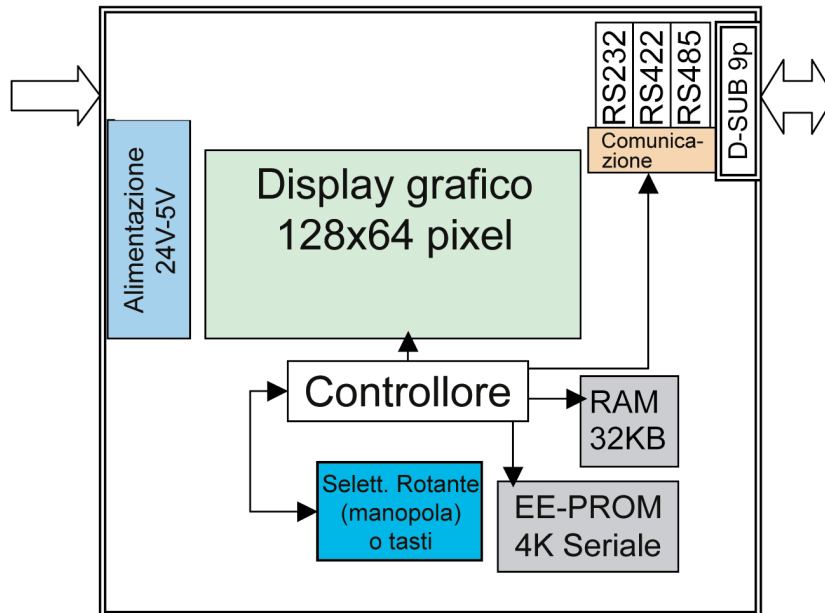 RS232
RS422
RS485
D-SUB 9p
Comunica-
zione
Alimentazione
24V-5V
Display grafico
128x64 pixel
Controllore
RAM
32KB
Selett. Rotante
(manopola)
o tasti
EE-PROM
4K Seriale